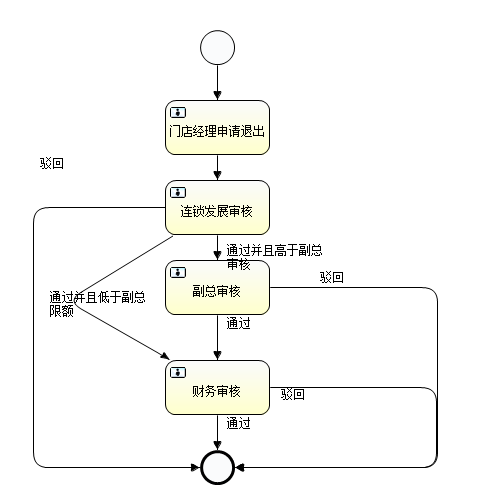 门店经理申请退出
驳回
连锁发展审核
通过并且高于副总
审核
驳回
副总审核
通过并且低于副总
限额
通过
财务审核
驳回
通过